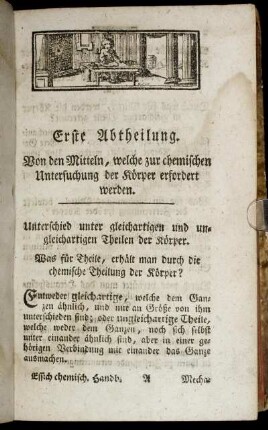 Erste Abtheilung.
Von den Mitteln, welche zur chemischen
Untersuchung der Körper erfordert
werden.
Unterschied unter gleichartigen und un-
gleichartigen Theilen der Körper.
Was für Theile, erhält man durch die
chemische Theilung der Körper?
Entweder gleichartige, welche dem Gan-
zen ähnlich, und nur an Größe von ihm
unterschieden sind; oder ungleichartige Theile,
welche weder dem Ganzen, noch sich selbst
unter einander ähnlich sind, aber in einer ge-
hörigen Verbindung mit einander das Ganze
ausmachen.
Essich chemisch. Handb. A Mecha-